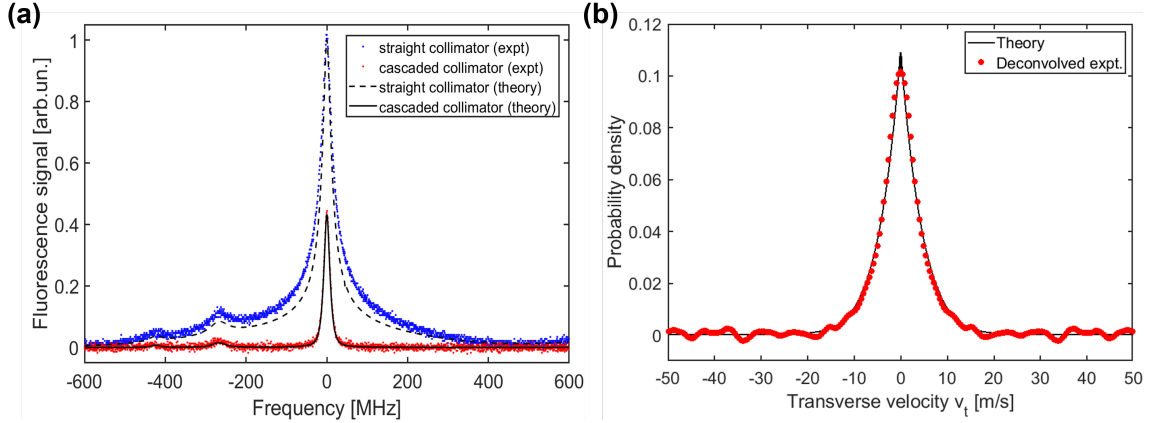 (a)
Fluorescence signal [arb.un.]
1
0.8
0.6
0.4
0.2
0
straight collimator (expt)
cascaded collimator (expt)
straight collimator (theory)
cascaded collimator (theory)
-600 -400 -200 0 200 400 600
Frequency [MHz]
(b)
Probability density
0.12
0.1
0.08
0.06
0.04
0.02
0
Theory
Deconvolved expt.
-50 -40 -30 -20 -10 0 10 20 30 40 50
Transverse velocity v_t [m/s]